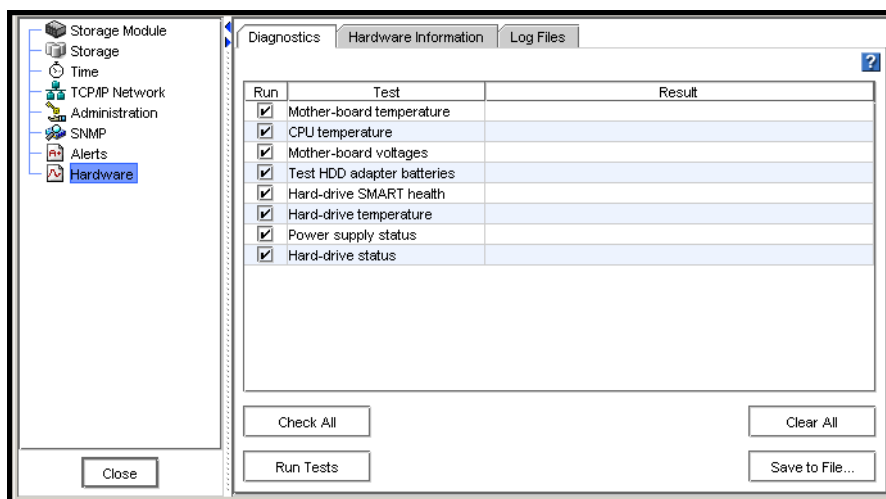 Storage Module
Storage
Time
TCP/IP Network
Administration
SNMP
Alerts
Hardware
Close
Diagnostics
Hardware Information
Log Files
?
Run Test Result
Mother-board temperature
CPU temperature
Mother-board voltages
Test HDD adapter batteries
Hard-drive SMART health
Hard-drive temperature
Power supply status
Hard-drive status
Check All
Clear All
Run Tests
Save to File...